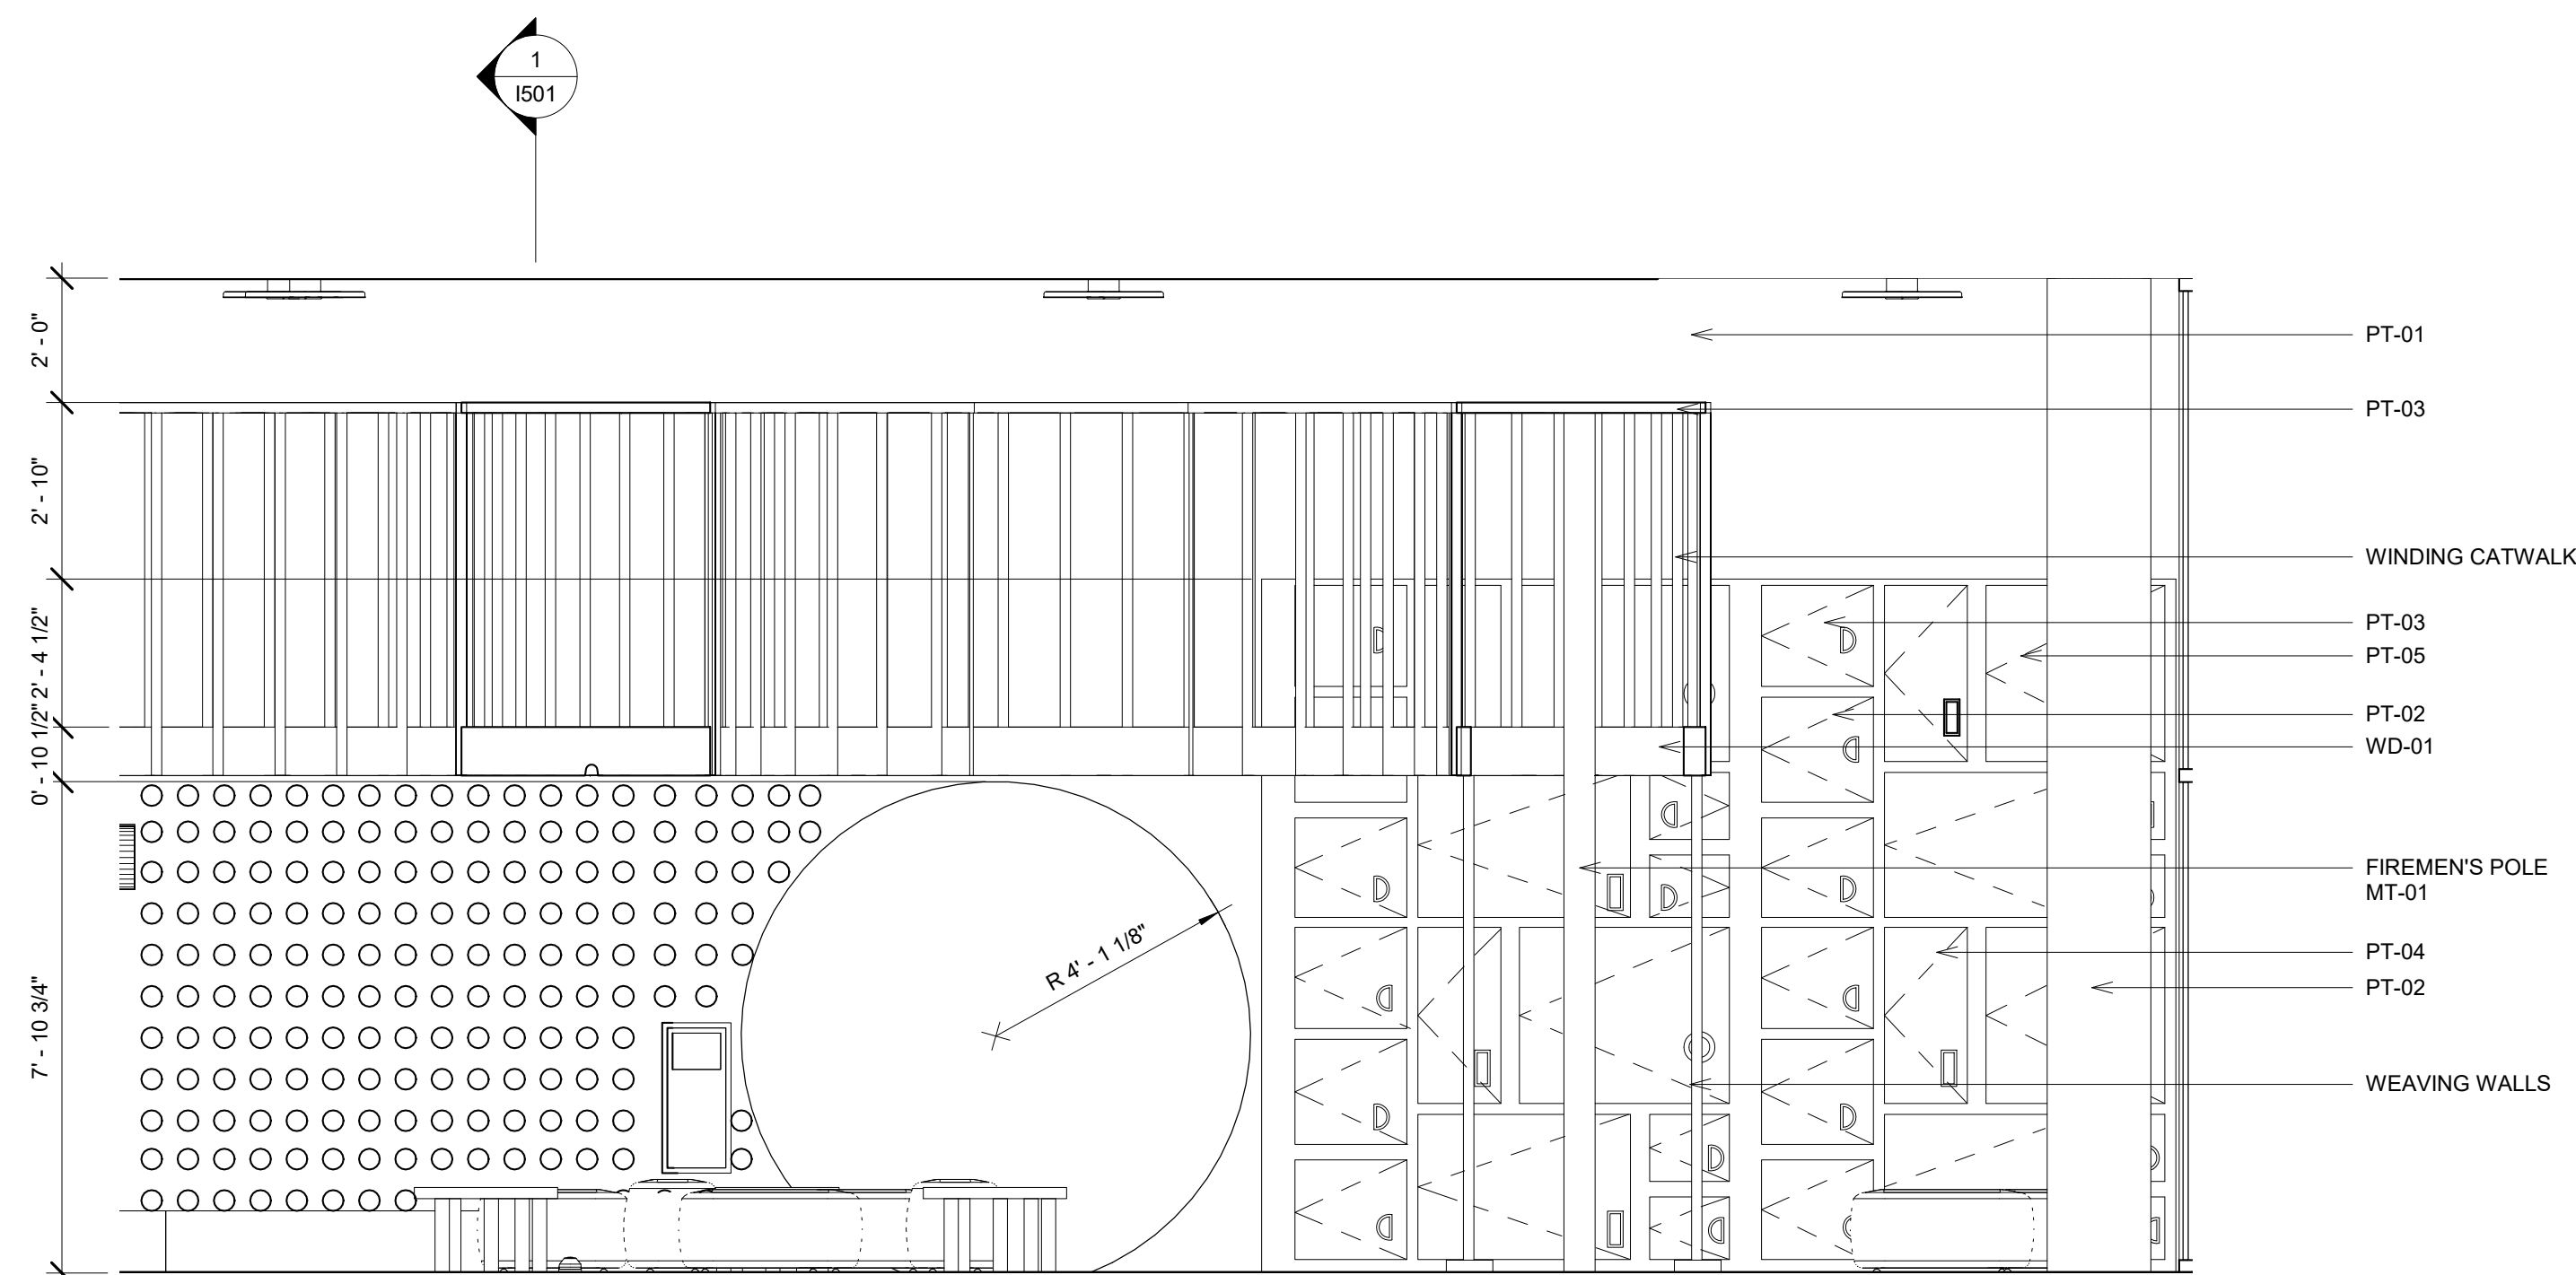 1
I501
2' - 0"
2' - 10"
2' - 4 1/2"
0' - 10 1/2"
7' - 10 3/4"
R 4' - 1 1/8"
PT-01
PT-03
WINDING CATWALK
PT-03
PT-05
PT-02
WD-01
FIREMEN'S POLE
MT-01
PT-04
PT-02
WEAVING WALLS